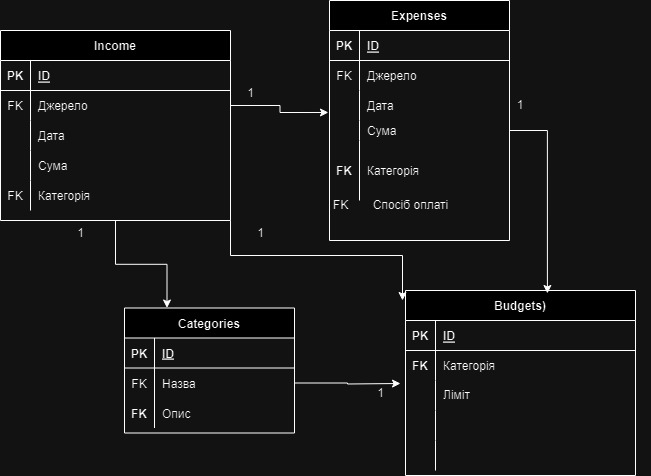 Income
PK ID
FK Джерело
Дата
Сума
FK Категорія
Expenses
PK ID
FK Джерело
Дата
Сума
FK Категорія
FK Спосіб оплаті
1
1
1
1
Categories
PK ID
FK Назва
FK Опис
1
Budgets)
PK ID
FK Категорія
Ліміт